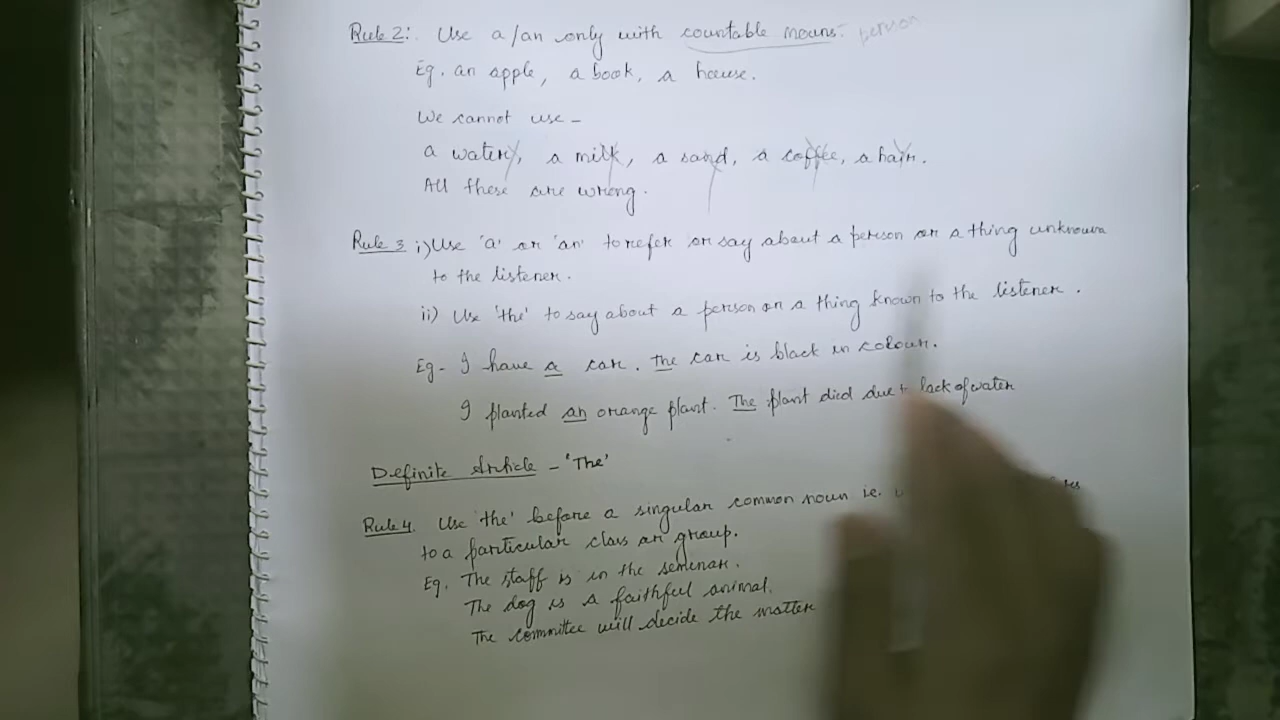 Rule 2:. Use a/an only with countable nouns:- person
Eg. an apple, a book, a house.
We cannot use -
a water, a milk, a sand, a coffee, a hair.
All these are wrong.
Rule 3 i) Use 'a' or 'an' to refer or say about a person or a thing unknown
to the listener.
ii) Use 'the' to say about a person or a thing known to the listener.
Eg- I have a car. The car is black in colour.
I planted an orange plant. The plant died due lack of water
Definite Article - 'The'
Rule 4. Use 'the' before a singular common noun ie.
to a particular class or group.
Eg. The staff is in the seminar.
The dog is a faithful animal.
The committee will decide the matter